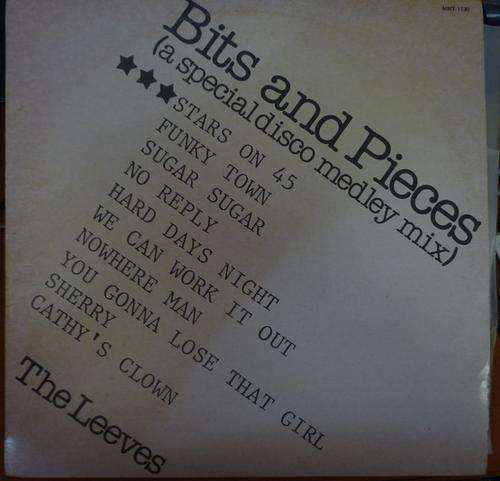 Bits and Pieces
(a special disco medley mix)
★★★STARS ON 45
FUNKY TOWN
SUGAR SUGAR
NO REPLY
HARD DAYS NIGHT
WE CAN WORK IT OUT
NOWHERE MAN
YOU GONNA LOSE THAT GIRL
SHERRY
CATHY'S CLOWN
The Leeves